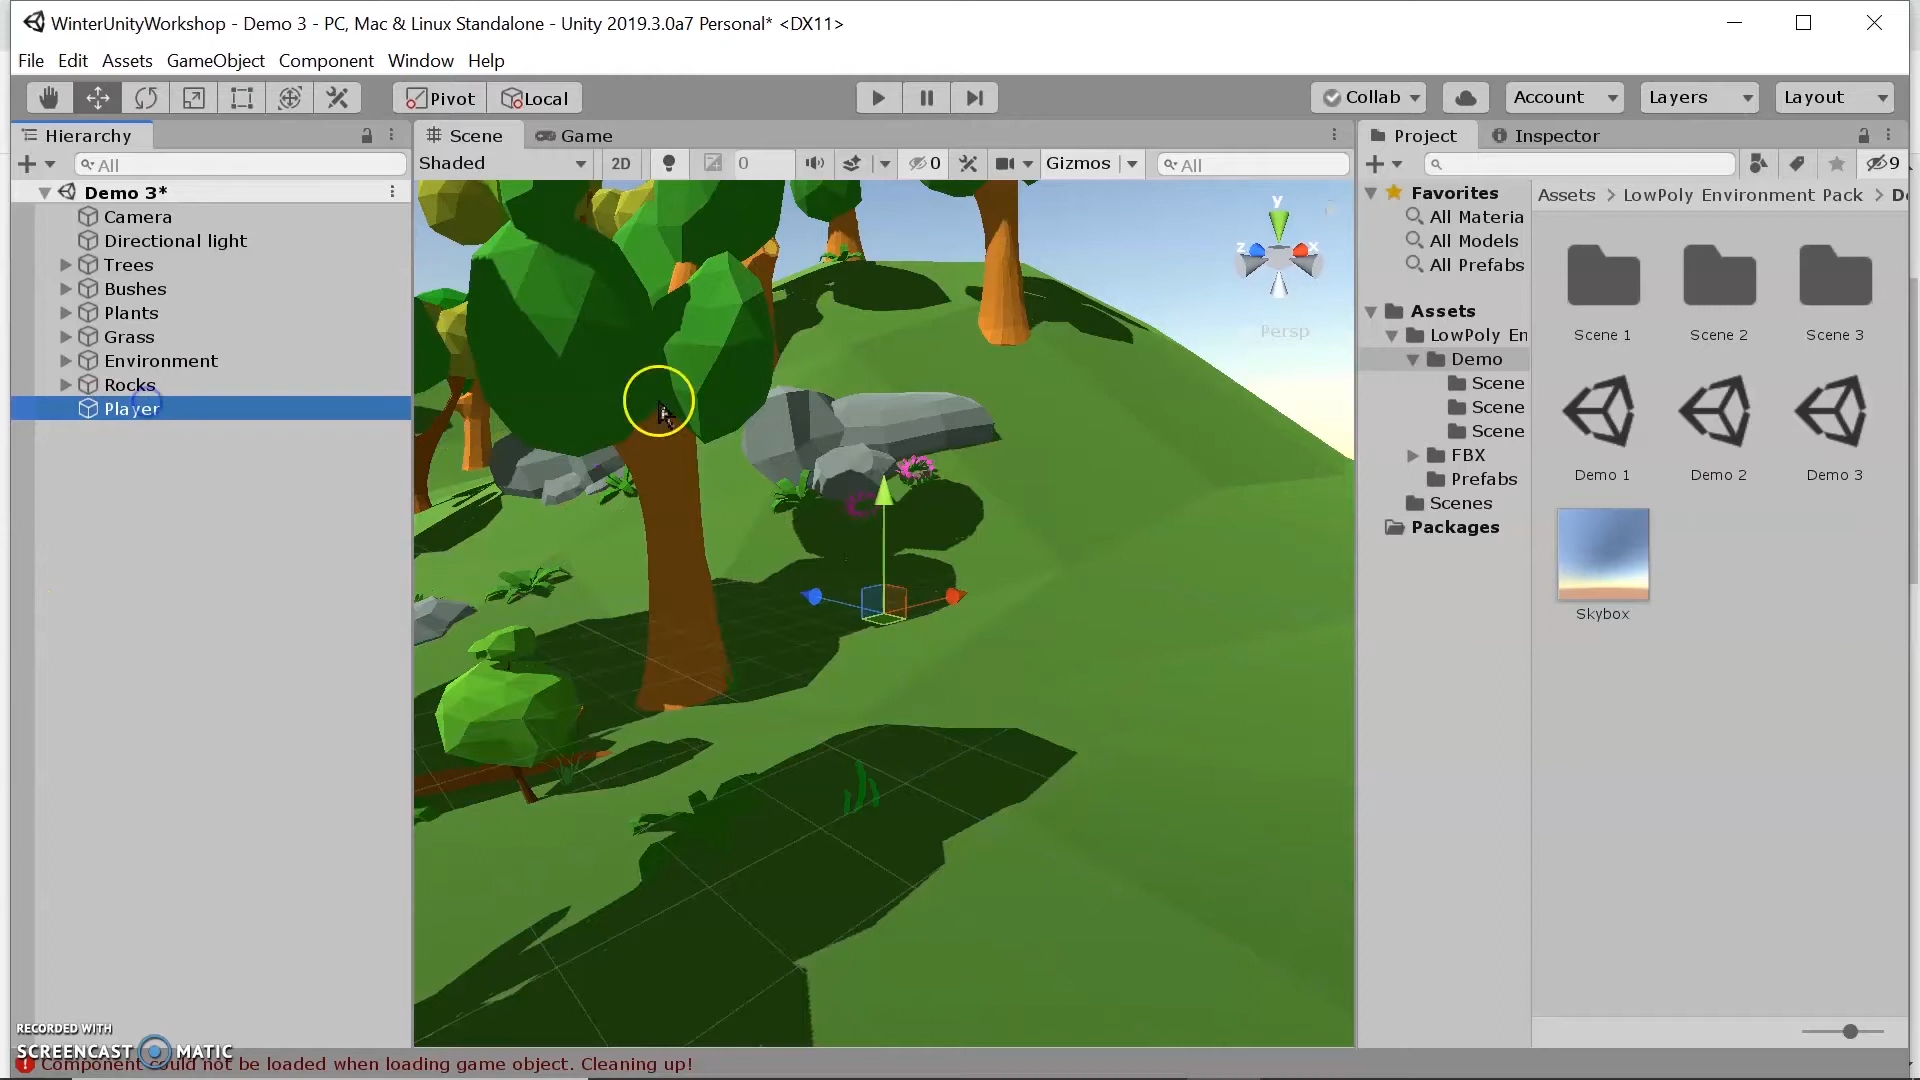 WinterUnityWorkshop - Demo 3 - PC, Mac & Linux Standalone - Unity 2019.3.0a7 Personal* <DX11>
File Edit Assets GameObject Component Window Help
Pivot Local Collab Account Layers Layout
Hierarchy
All
Demo 3*
Camera
Directional light
Trees
Bushes
Plants
Grass
Environment
Rocks
Player
Scene Game
Shaded 2D 0 0 Gizmos All
y
z x
Persp
Project Inspector
9
Favorites
All Materia
All Models
All Prefabs
Assets
LowPoly En
Demo
Scene
Scene
Scene
FBX
Prefabs
Scenes
Packages
Assets > LowPoly Environment Pack > D
Scene 1 Scene 2 Scene 3
Demo 1 Demo 2 Demo 3
Skybox
RECORDED WITH
SCREENCAST MATIC
Component could not be loaded when loading game object. Cleaning up!